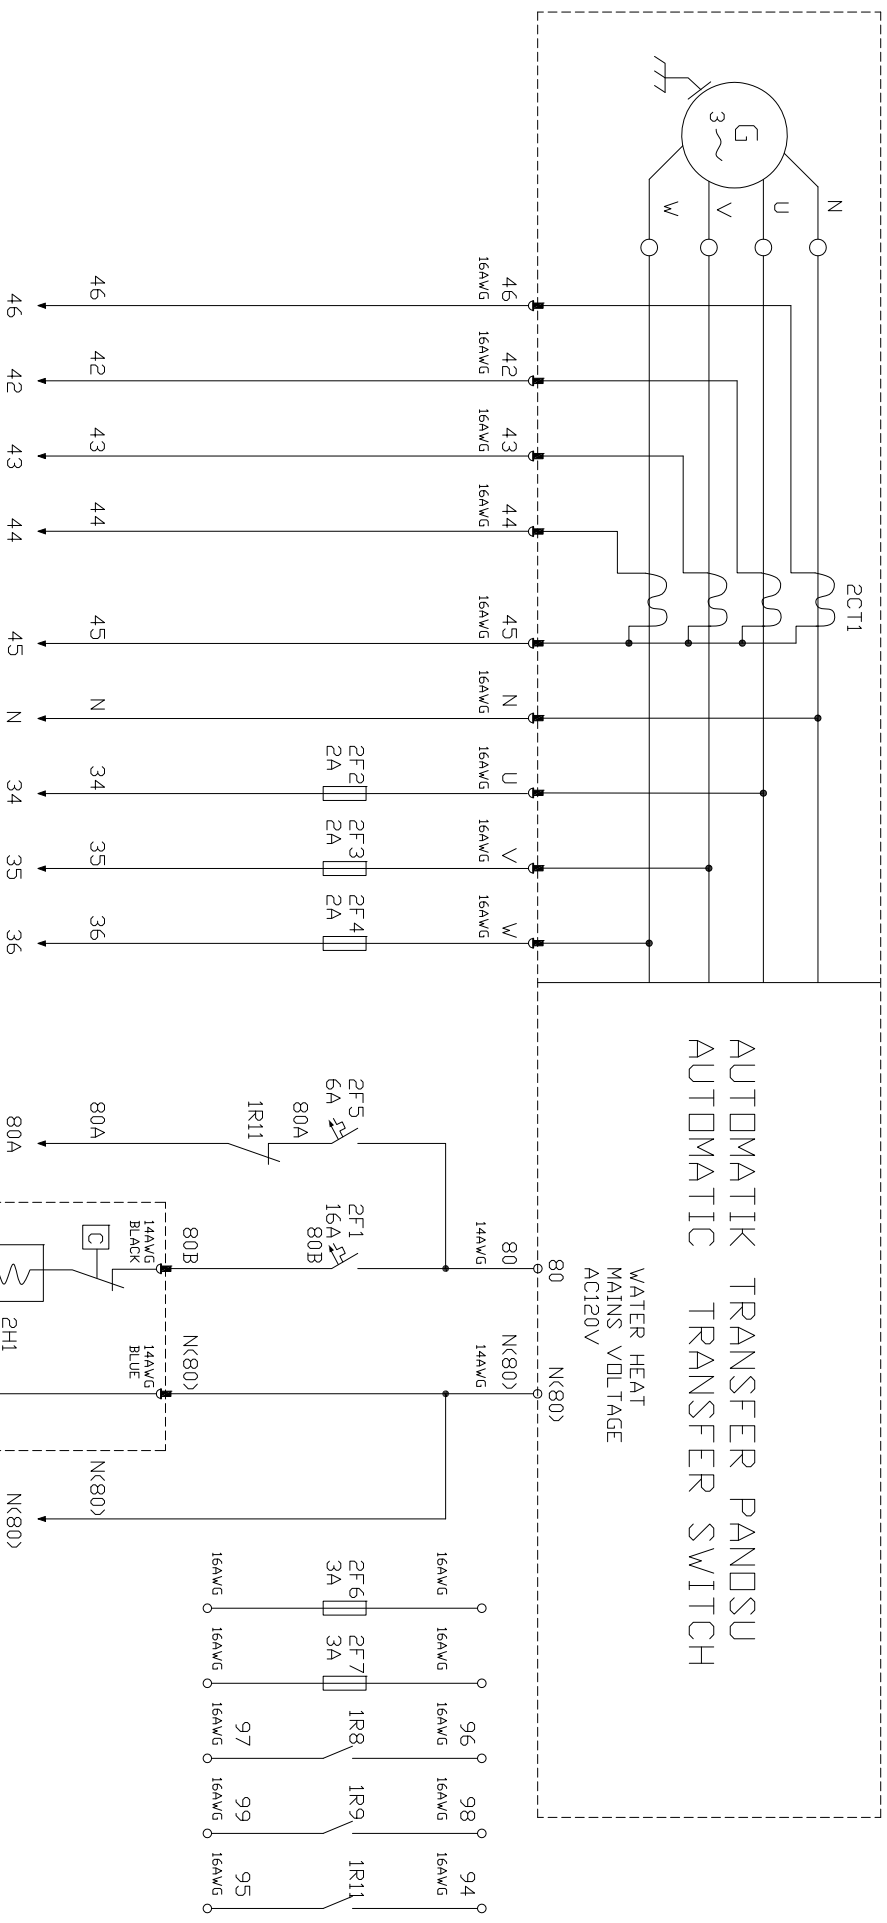 G
3~
N
U
V
W
2CT1
46
42
43
44
45
N
U
V
W
16AWG
16AWG
16AWG
16AWG
16AWG
16AWG
16AWG
16AWG
16AWG
2F2
2A
2F3
2A
2F4
2A
46
42
43
44
45
N
34
35
36
46
42
43
44
45
N
34
35
36
AUTOMATIK TRANSFER PANOSU
AUTOMATIC TRANSFER SWITCH
WATER HEAT
MAINS VOLTAGE
AC120V
80
N(80)
80
N(80)
14AWG
14AWG
2F5
6A
2F1
16A
80A
80B
1R11
80B
N(80)
14AWG
BLACK
14AWG
BLUE
C
2H1
80A
N(80)
80A
N(80)
96
98
94
16AWG
16AWG
16AWG
16AWG
16AWG
2F6
3A
2F7
3A
1R8
1R9
1R11
97
99
95
16AWG
16AWG
16AWG
16AWG
16AWG